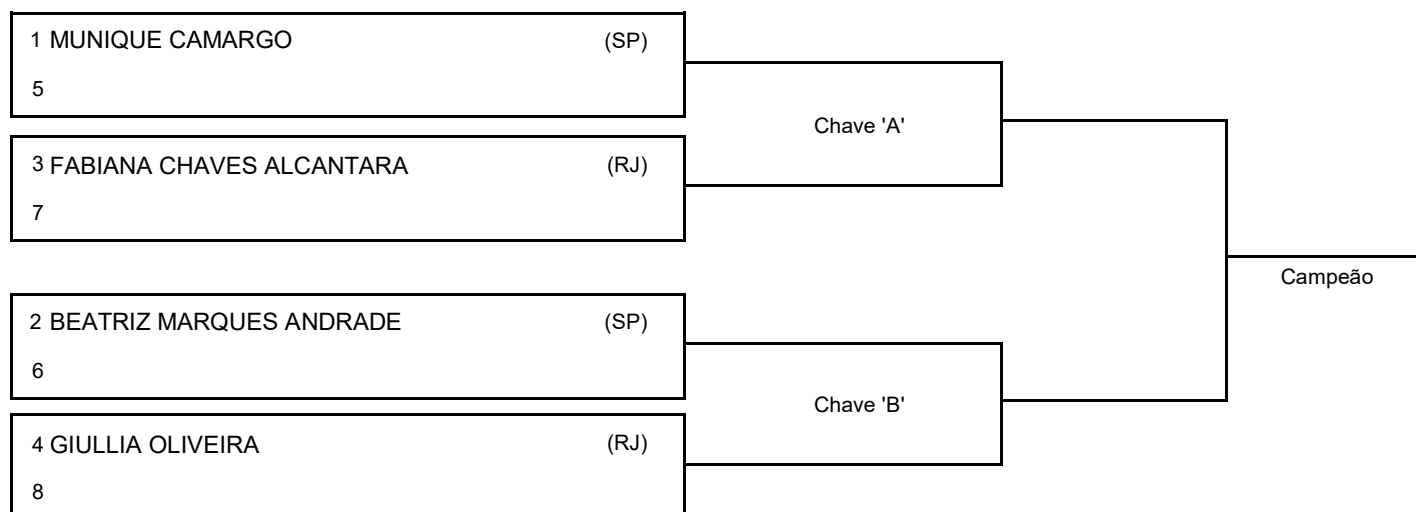 1 MUNIQUE CAMARGO (SP)
5
Chave 'A'
3 FABIANA CHAVES ALCANTARA (RJ)
7
Campeão
2 BEATRIZ MARQUES ANDRADE (SP)
6
Chave 'B'
4 GIULLIA OLIVEIRA (RJ)
8